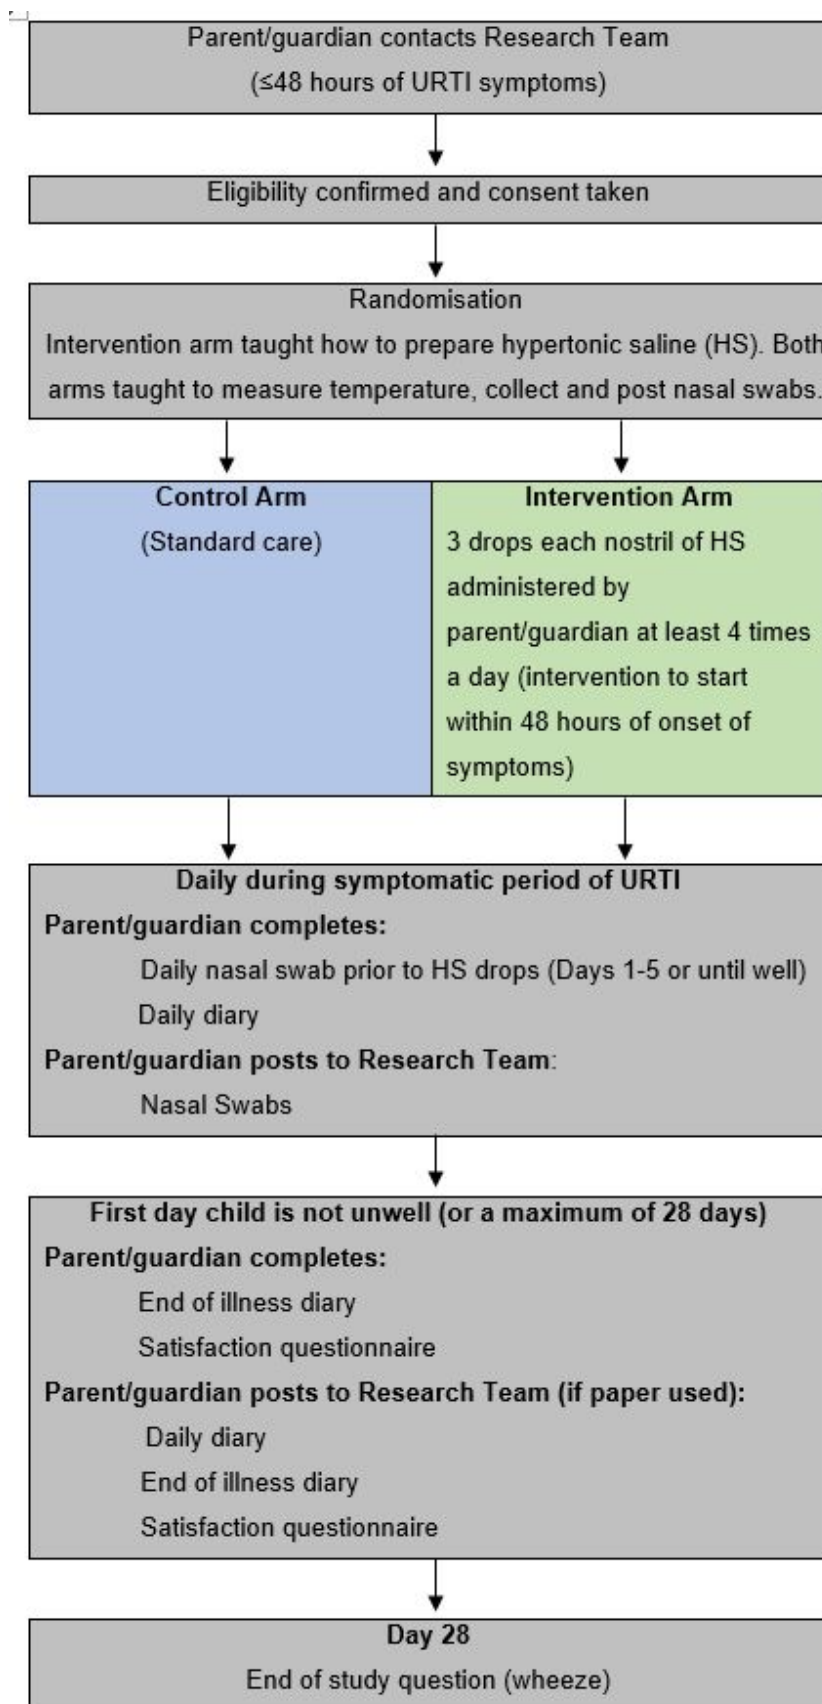 Parent/guardian contacts Research Team
(≤48 hours of URTI symptoms)
Eligibility confirmed and consent taken
Randomisation
Intervention arm taught how to prepare hypertonic saline (HS). Both
arms taught to measure temperature, collect and post nasal swabs.
Control Arm
(Standard care)
Intervention Arm
3 drops each nostril of HS
administered by
parent/guardian at least 4 times
a day (intervention to start
within 48 hours of onset of
symptoms)
Daily during symptomatic period of URTI
Parent/guardian completes:
Daily nasal swab prior to HS drops (Days 1-5 or until well)
Daily diary
Parent/guardian posts to Research Team:
Nasal Swabs
First day child is not unwell (or a maximum of 28 days)
Parent/guardian completes:
End of illness diary
Satisfaction questionnaire
Parent/guardian posts to Research Team (if paper used):
Daily diary
End of illness diary
Satisfaction questionnaire
Day 28
End of study question (wheeze)